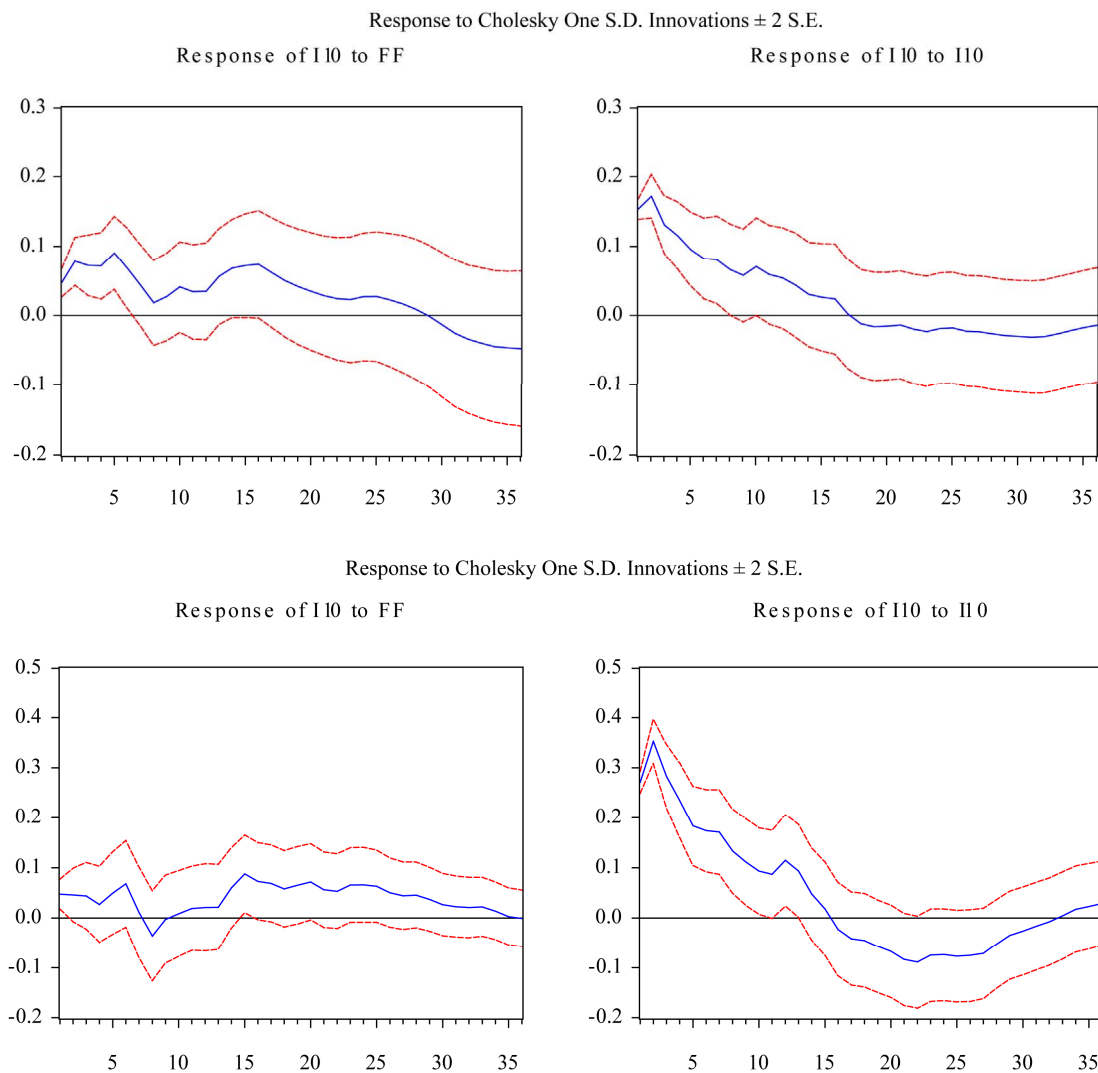 Response to Cholesky One S.D. Innovations ± 2 S.E.
Response of I10 to FF
Response of I10 to I10
0.3
0.2
0.1
0.0
-0.1
-0.2
5 10 15 20 25 30 35
0.3
0.2
0.1
0.0
-0.1
-0.2
5 10 15 20 25 30 35
Response to Cholesky One S.D. Innovations ± 2 S.E.
Response of I10 to FF
Response of I10 to I10
0.5
0.4
0.3
0.2
0.1
0.0
-0.1
-0.2
5 10 15 20 25 30 35
0.5
0.4
0.3
0.2
0.1
0.0
-0.1
-0.2
5 10 15 20 25 30 35